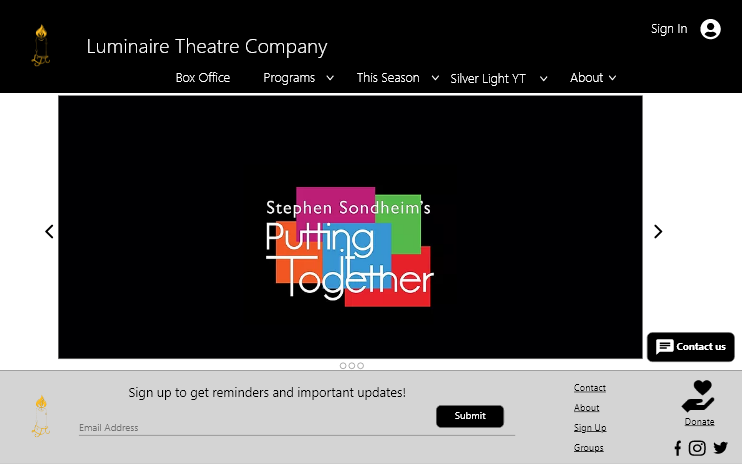 Sign In
Luminaire Theatre Company
Box Office
Programs
This Season
Silver Light YT
About
Stephen Sondheim's
Putting
it
Together
Contact us
Sign up to get reminders and important updates!
Email Address
Submit
Contact
About
Sign Up
Groups
Donate